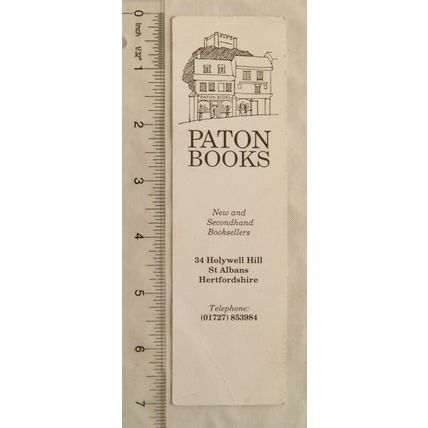 0 Inch 1/32"
1
2
3
4
5
6
7
PATON BOOKS
PATON
BOOKS
New and
Secondhand
Booksellers
34 Holywell Hill
St Albans
Hertfordshire
Telephone:
(01727) 853984